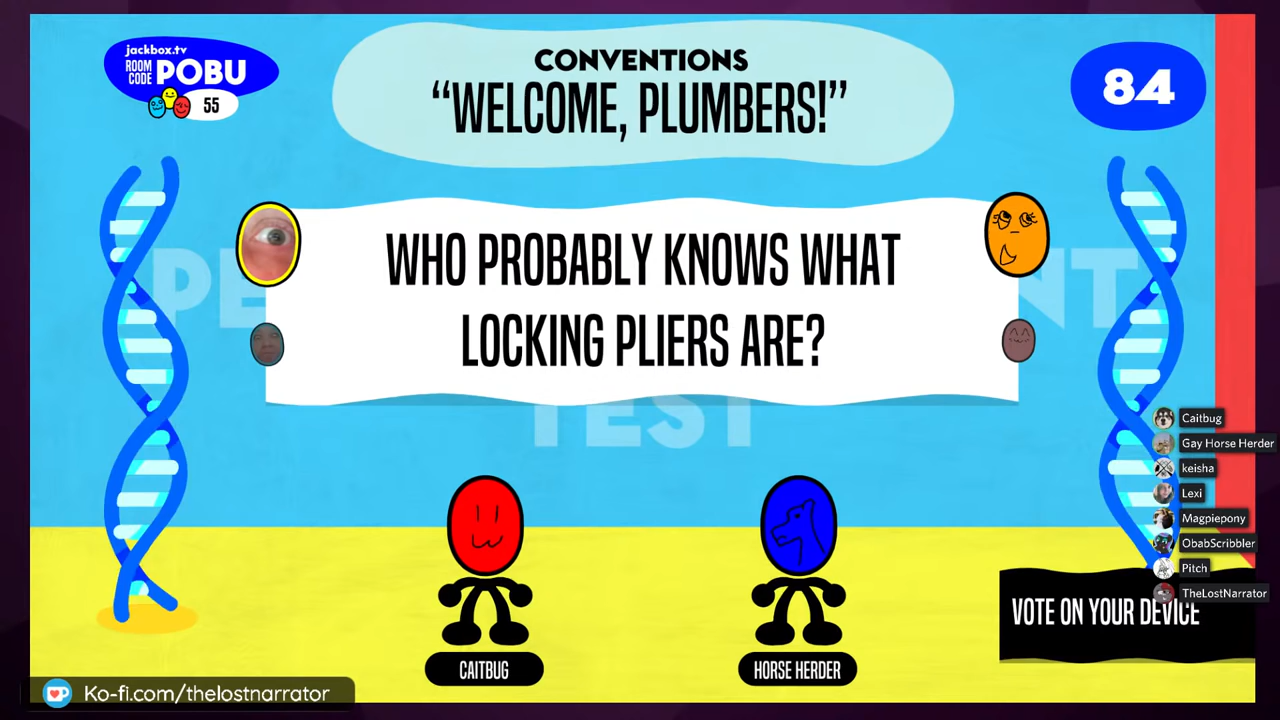 jackbox.tv
ROOM CODE POBU
55
CONVENTIONS
“WELCOME, PLUMBERS!”
84
WHO PROBABLY KNOWS WHAT
LOCKING PLIERS ARE?
TEST
Caitbug
Gay Horse Herder
keisha
Lexi
Magpiepony
ObabScribbler
Pitch
TheLostNarrator
VOTE ON YOUR DEVICE
CAITBUG
HORSE HERDER
Ko-fi.com/thelostnarrator